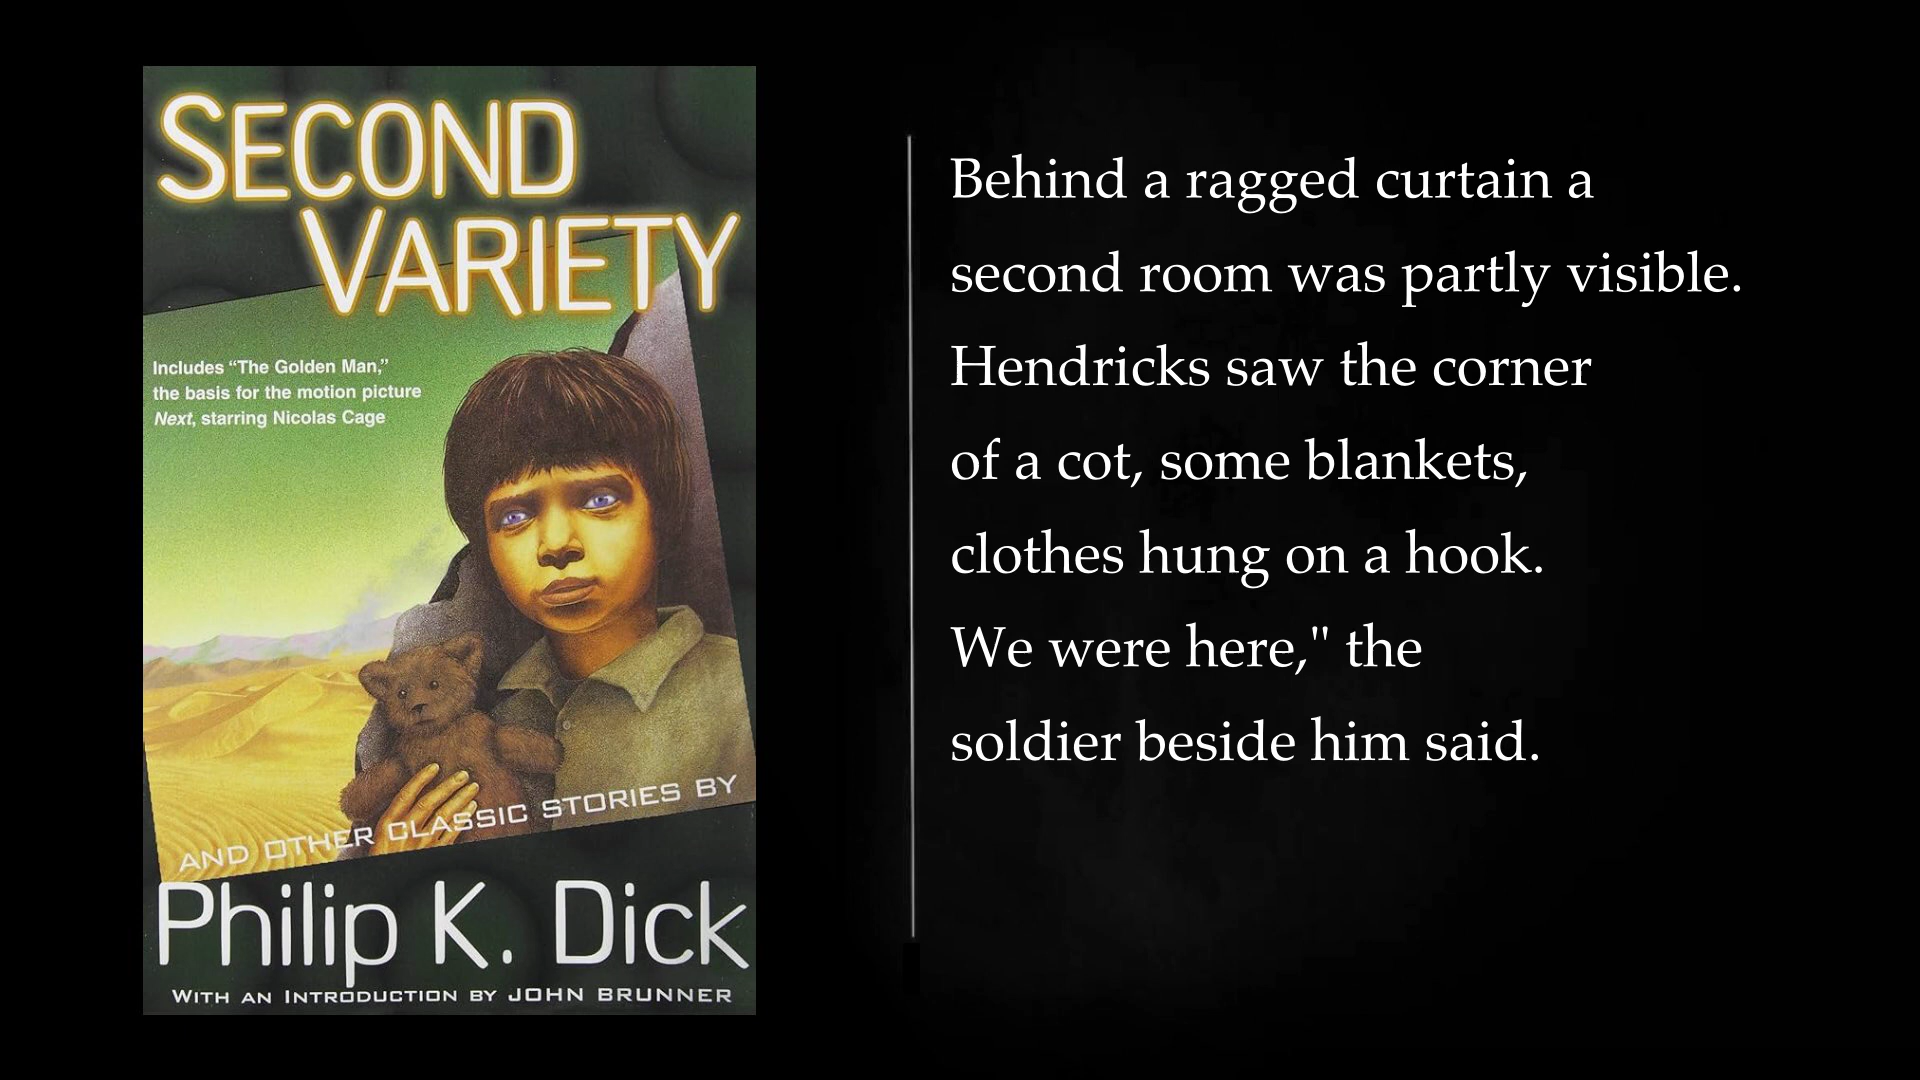 SECOND
VARIETY
Includes “The Golden Man,”
the basis for the motion picture
Next, starring Nicolas Cage
AND OTHER CLASSIC STORIES BY
Philip K. Dick
WITH AN INTRODUCTION BY JOHN BRUNNER
Behind a ragged curtain a
second room was partly visible.
Hendricks saw the corner
of a cot, some blankets,
clothes hung on a hook.
We were here," the
soldier beside him said.